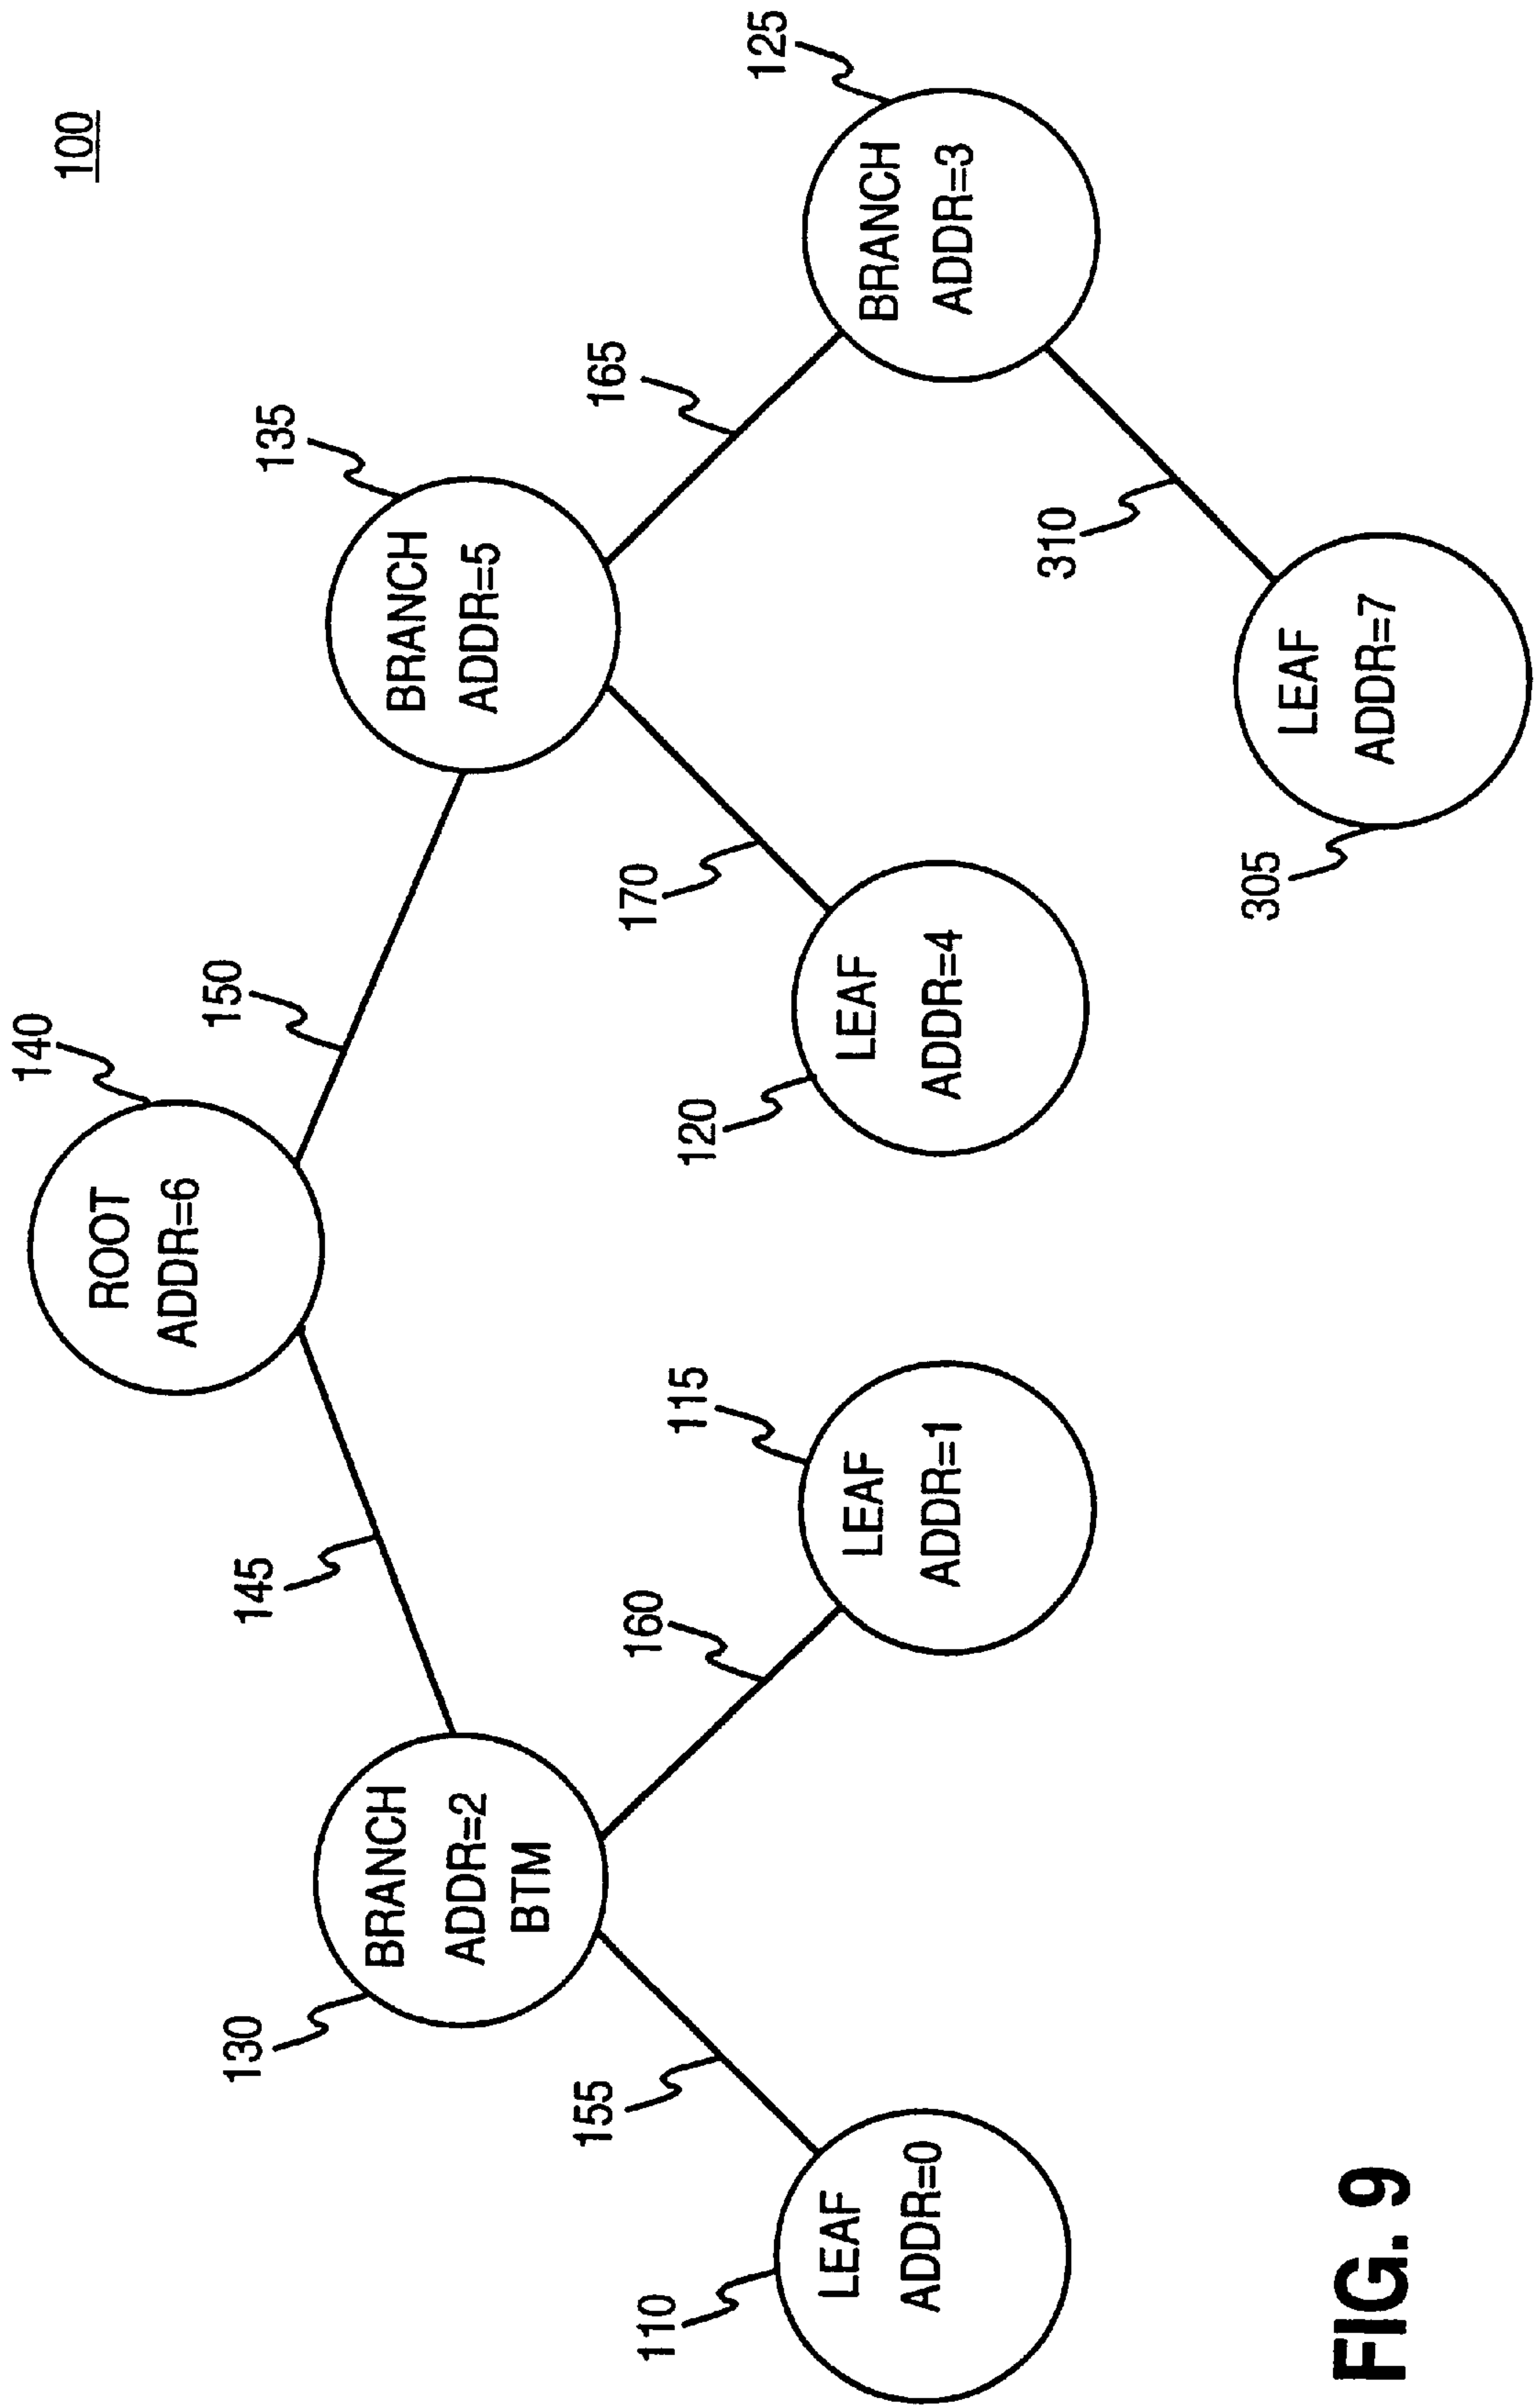 100
140
ROOT
ADDR=6
145
150
130
BRANCH
ADDR=2
BTM
135
BRANCH
ADDR=5
155
160
170
165
110
LEAF
ADDR=0
115
LEAF
ADDR=1
120
LEAF
ADDR=4
125
BRANCH
ADDR=3
310
305
LEAF
ADDR=7
FIG. 9